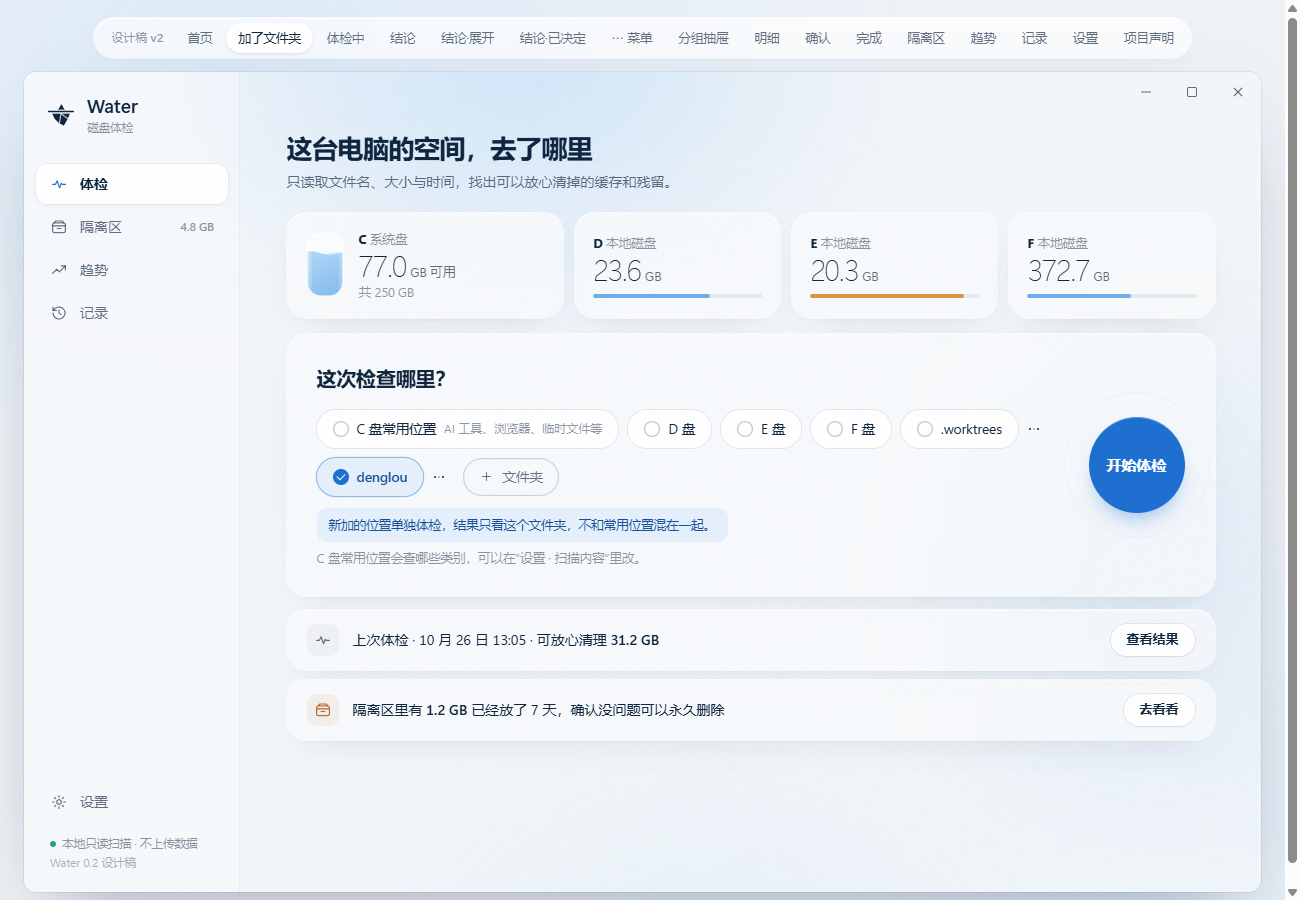 设计稿 v2 首页 加了文件夹 体检中 结论 结论·展开 结论·已决定 ··· 菜单 分组抽屉 明细 确认 完成 隔离区 趋势 记录 设置 项目声明
Water
磁盘体检
体检
隔离区 4.8 GB
趋势
记录
设置
本地只读扫描 · 不上传数据
Water 0.2 设计稿
这台电脑的空间，去了哪里
只读取文件名、大小与时间，找出可以放心清掉的缓存和残留。
C 系统盘
77.0 GB 可用
共 250 GB
D 本地磁盘
23.6 GB
E 本地磁盘
20.3 GB
F 本地磁盘
372.7 GB
这次检查哪里？
C 盘常用位置 AI 工具、浏览器、临时文件等 D 盘 E 盘 F 盘 .worktrees ···
denglou ··· + 文件夹
新加的位置单独体检，结果只看这个文件夹，不和常用位置混在一起。
C 盘常用位置会查哪些类别，可以在“设置 · 扫描内容”里改。
开始体检
上次体检 · 10 月 26 日 13:05 · 可放心清理 31.2 GB 查看结果
隔离区里有 1.2 GB 已经放了 7 天，确认没问题可以永久删除 去看看